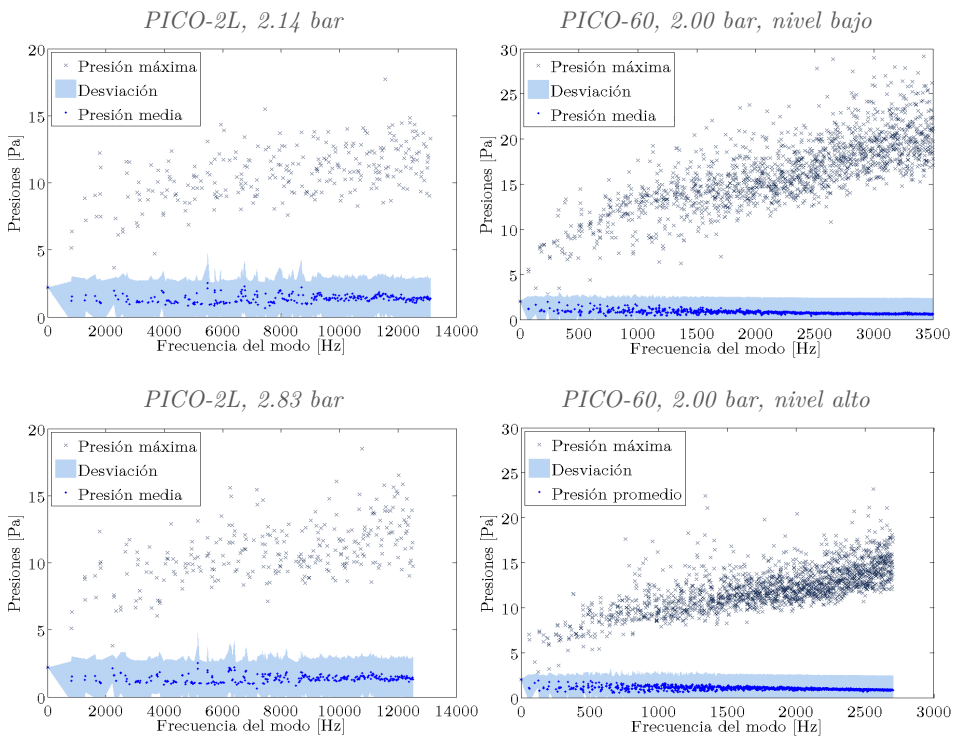 PICO-2L, 2.14 bar
20
15
10
5
0
Presiones [Pa]
Presión máxima
Desviación
Presión media
0 2000 4000 6000 8000 10000 12000 14000
Frecuencia del modo [Hz]
PICO-60, 2.00 bar, nivel bajo
30
25
20
15
10
5
0
Presiones [Pa]
Presión máxima
Desviación
Presión media
0 500 1000 1500 2000 2500 3000 3500
Frecuencia del modo [Hz]
PICO-2L, 2.83 bar
20
15
10
5
0
Presiones [Pa]
Presión máxima
Desviación
Presión media
0 2000 4000 6000 8000 10000 12000 14000
Frecuencia del modo [Hz]
PICO-60, 2.00 bar, nivel alto
30
25
20
15
10
5
0
Presiones [Pa]
Presión máxima
Desviación
Presión promedio
0 500 1000 1500 2000 2500 3000
Frecuencia del modo [Hz]